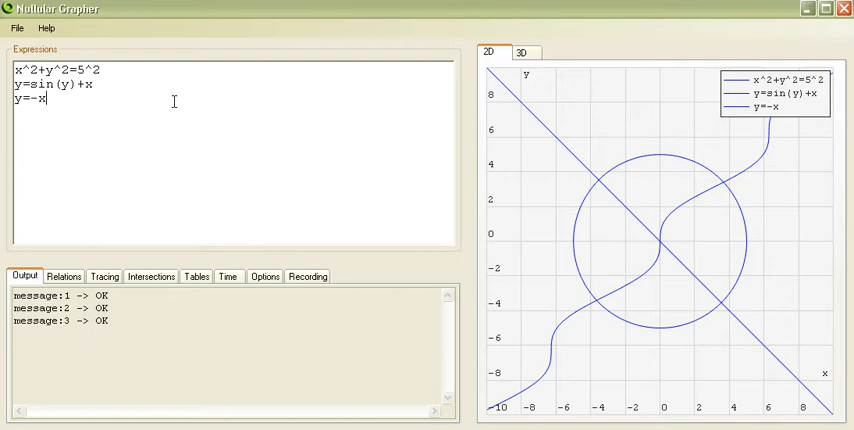 Nullular Grapher
File Help
Expressions
x^2+y^2=5^2
y=sin(y)+x
y=-x
Output Relations Tracing Intersections Tables Time Options Recording
message:1 -> OK
message:2 -> OK
message:3 -> OK
2D 3D
y
x^2+y^2=5^2
y=sin(y)+x
y=-x
8
6
4
2
0
-2
-4
-6
-8
x
-10 -8 -6 -4 -2 0 2 4 6 8